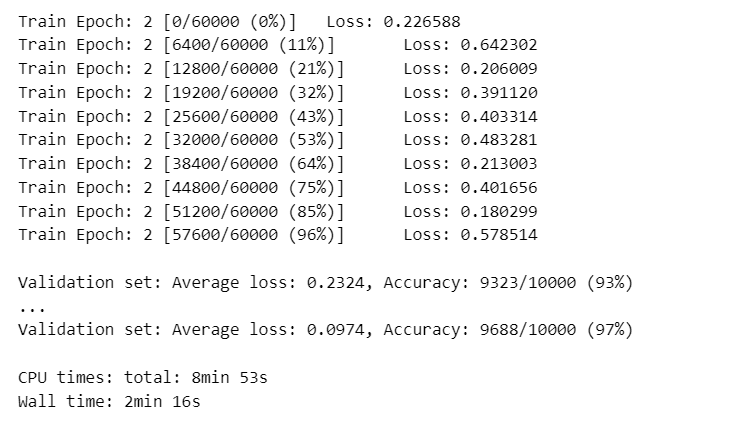 Train Epoch: 2 [0/60000 (0%)]   Loss: 0.226588
Train Epoch: 2 [6400/60000 (11%)]       Loss: 0.642302
Train Epoch: 2 [12800/60000 (21%)]      Loss: 0.206009
Train Epoch: 2 [19200/60000 (32%)]      Loss: 0.391120
Train Epoch: 2 [25600/60000 (43%)]      Loss: 0.403314
Train Epoch: 2 [32000/60000 (53%)]      Loss: 0.483281
Train Epoch: 2 [38400/60000 (64%)]      Loss: 0.213003
Train Epoch: 2 [44800/60000 (75%)]      Loss: 0.401656
Train Epoch: 2 [51200/60000 (85%)]      Loss: 0.180299
Train Epoch: 2 [57600/60000 (96%)]      Loss: 0.578514
Validation set: Average loss: 0.2324, Accuracy: 9323/10000 (93%)
...
Validation set: Average loss: 0.0974, Accuracy: 9688/10000 (97%)
CPU times: total: 8min 53s
Wall time: 2min 16s